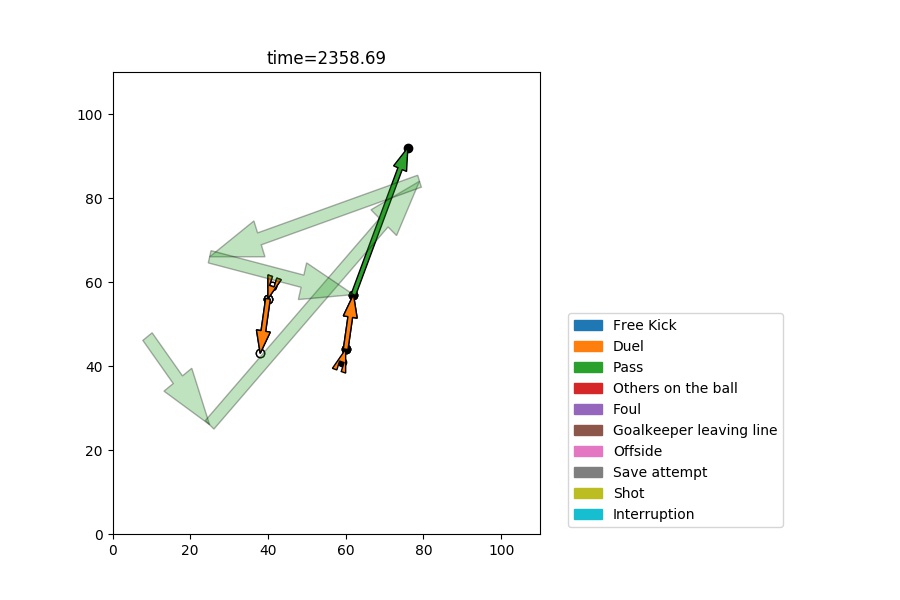 time=2358.69
100
80
60
40
20
0
0 20 40 60 80 100
Free Kick
Duel
Pass
Others on the ball
Foul
Goalkeeper leaving line
Offside
Save attempt
Shot
Interruption